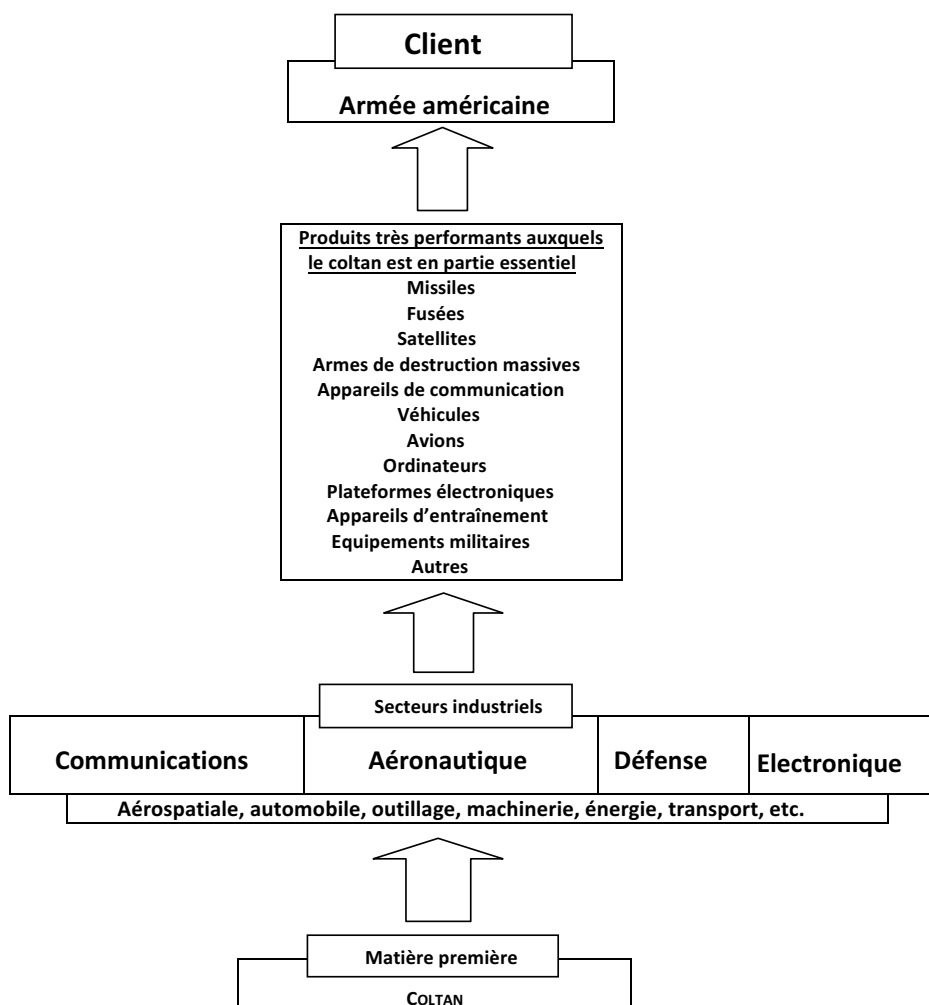 Client
Armée américaine
Produits très performants auxquels
le coltan est en partie essentiel
Missiles
Fusées
Satellites
Armes de destruction massives
Appareils de communication
Véhicules
Avions
Ordinateurs
Plateformes électroniques
Appareils d’entraînement
Equipements militaires
Autres
Secteurs industriels
Communications Aéronautique Défense Electronique
Aérospatiale, automobile, outillage, machinerie, énergie, transport, etc.
Matière première
COLTAN